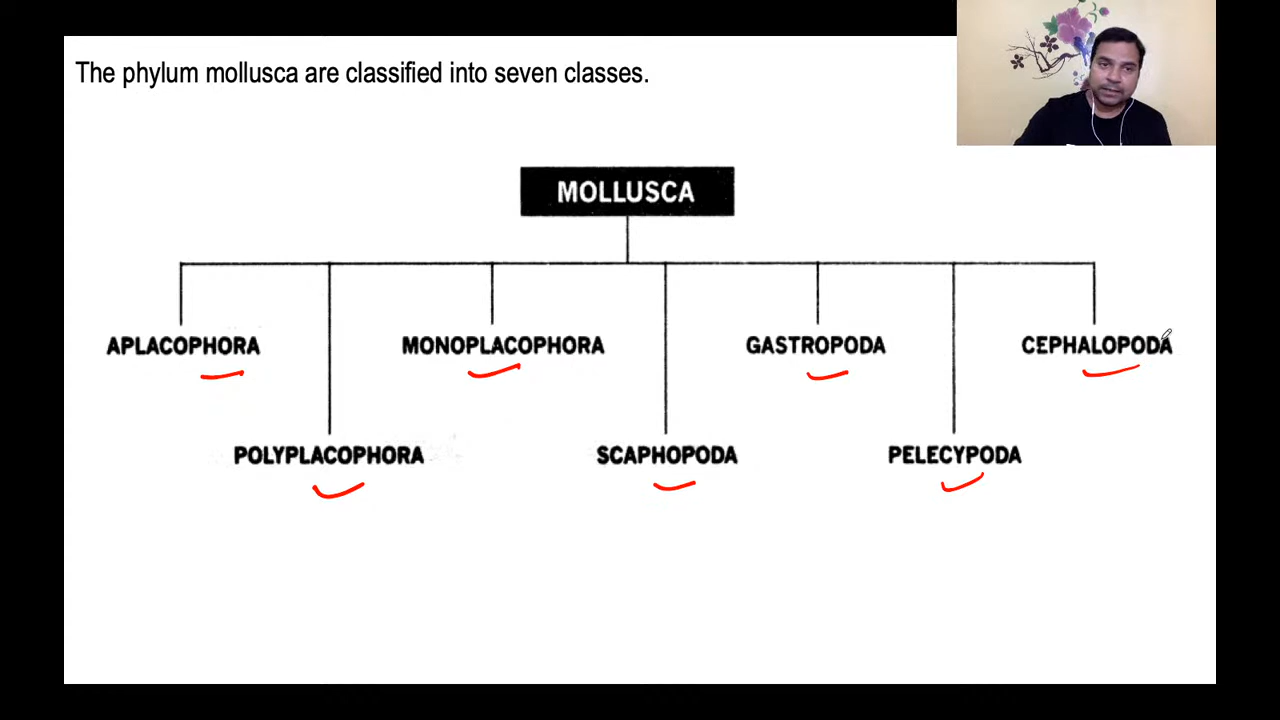 The phylum mollusca are classified into seven classes.
MOLLUSCA
APLACOPHORA MONOPLACOPHORA GASTROPODA CEPHALOPODA
POLYPLACOPHORA SCAPHOPODA PELECYPODA